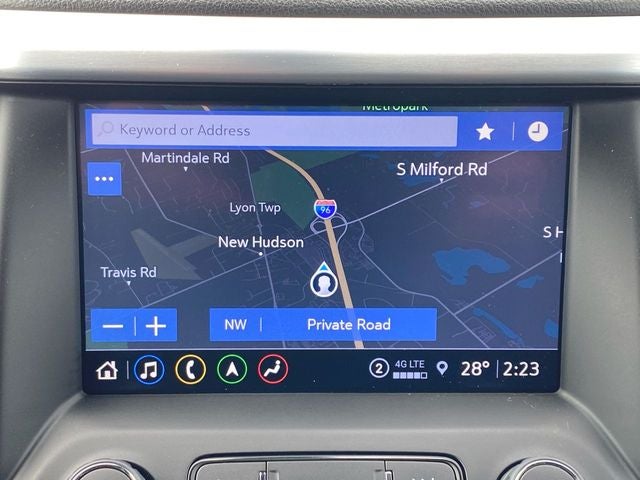 Metropark
Keyword or Address
Martindale Rd
S Milford Rd
Lyon Twp
96
New Hudson
S H
Travis Rd
NW
Private Road
2
4G LTE
28° 2:23